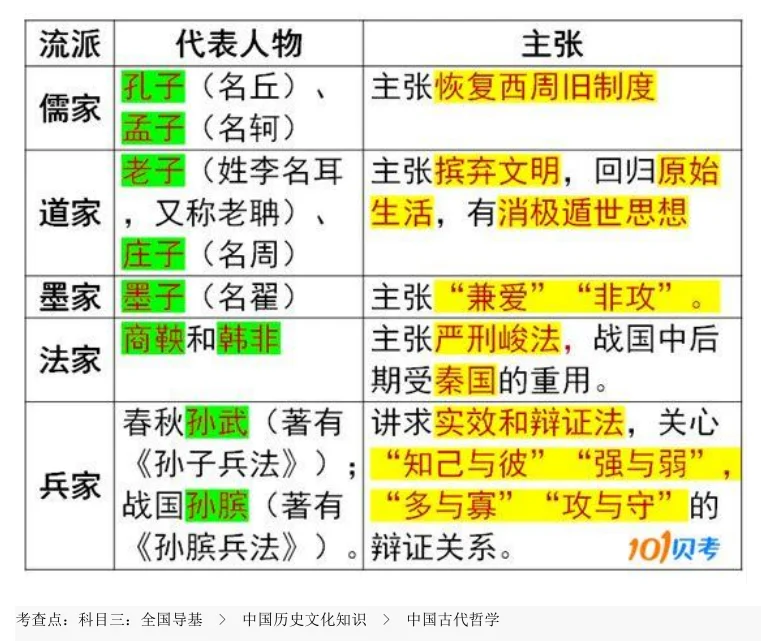 流派 代表人物 主张
儒家
孔子（名丘）、
孟子（名轲）
主张恢复西周旧制度
道家
老子（姓李名耳
，又称老聃）、
庄子（名周）
主张摈弃文明，回归原始
生活，有消极遁世思想
墨家 墨子（名翟） 主张“兼爱”“非攻”。
法家
商鞅和韩非
主张严刑峻法，战国中后
期受秦国的重用。
兵家
春秋孙武（著有
《孙子兵法》）；
战国孙膑（著有
《孙膑兵法》）。
讲求实效和辩证法，关心
“知己与彼”“强与弱”，
“多与寡”“攻与守”的
辩证关系。
101贝考
考查点：科目三：全国导基 > 中国历史文化知识 > 中国古代哲学